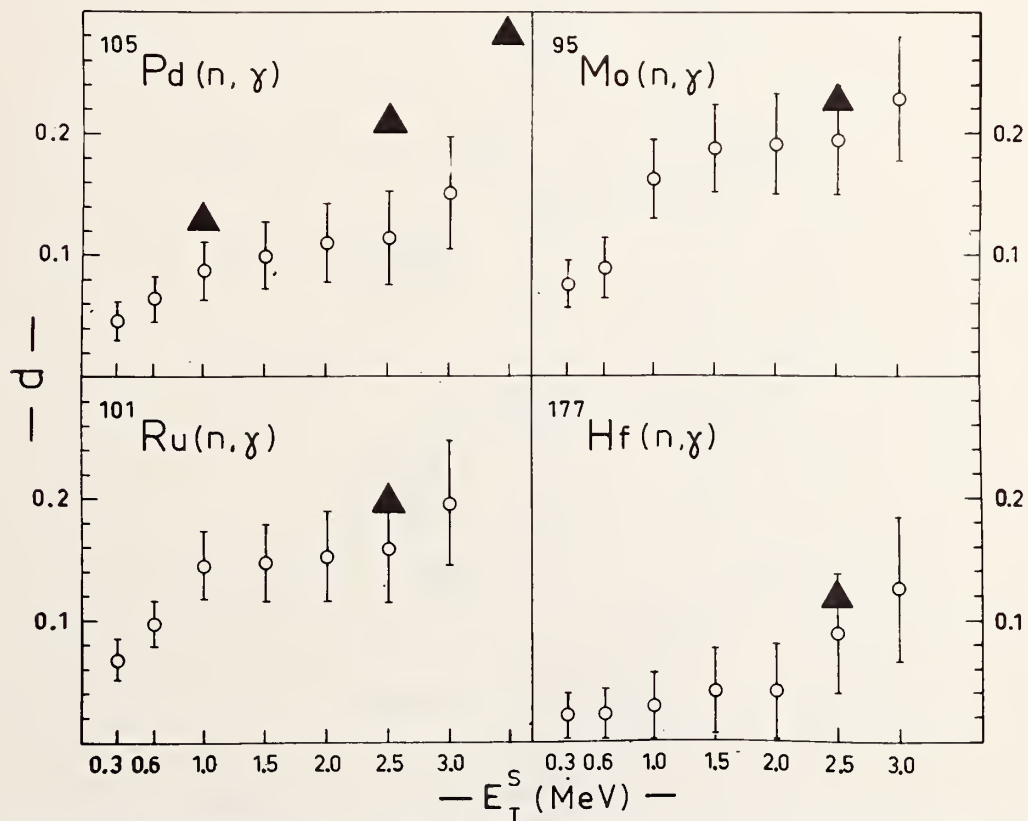 105Pd(n, γ)
95Mo(n, γ)
0.2
0.2
0.1
0.1
— d —
101Ru(n, γ)
177Hf(n, γ)
0.2
0.2
0.1
0.1
0.3 0.6 1.0 1.5 2.0 2.5 3.0
0.3 0.6 1.0 1.5 2.0 2.5 3.0
— E_I^S (MeV) —